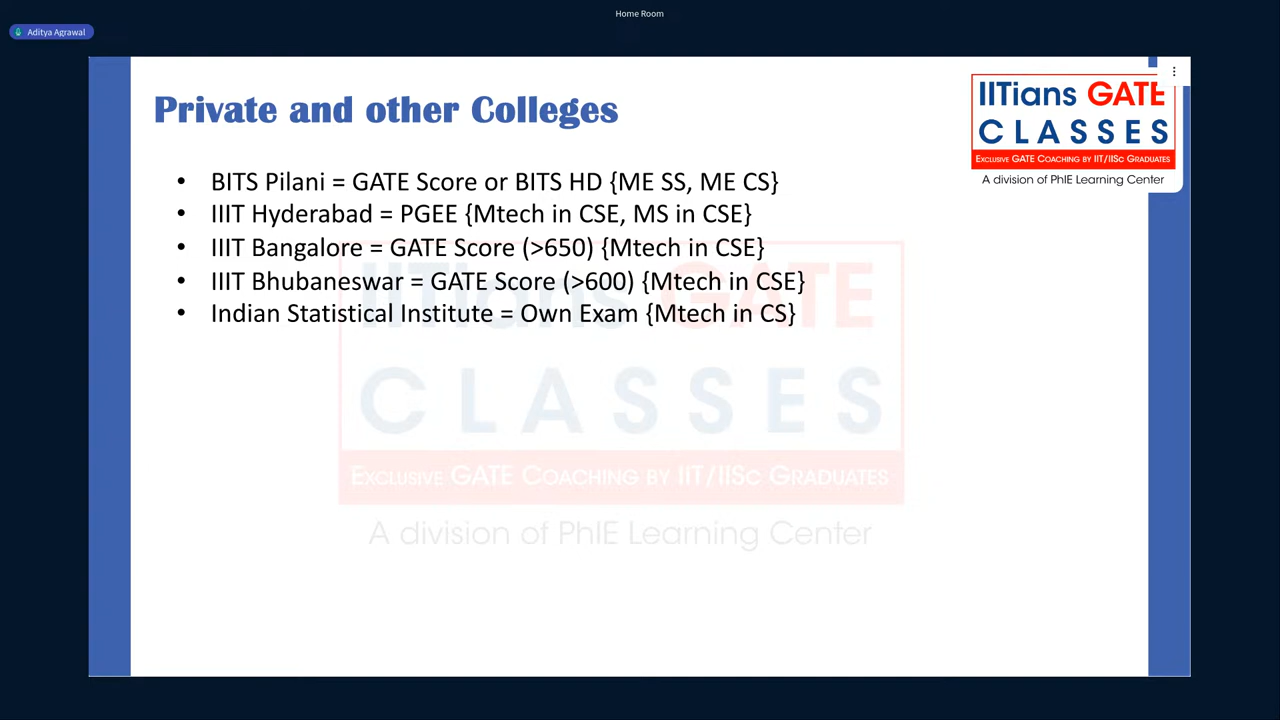 Home Room
Aditya Agrawal
Private and other Colleges
IITians GATE
CLASSES
EXCLUSIVE GATE COACHING BY IIT/IISc GRADUATES
A division of PhIE Learning Center
• BITS Pilani = GATE Score or BITS HD {ME SS, ME CS}
• IIIT Hyderabad = PGEE {Mtech in CSE, MS in CSE}
• IIIT Bangalore = GATE Score (>650) {Mtech in CSE}
• IIIT Bhubaneswar = GATE Score (>600) {Mtech in CSE}
• Indian Statistical Institute = Own Exam {Mtech in CS}
IITians GATE
CLASSES
EXCLUSIVE GATE COACHING BY IIT/IISc GRADUATES
A division of PhIE Learning Center